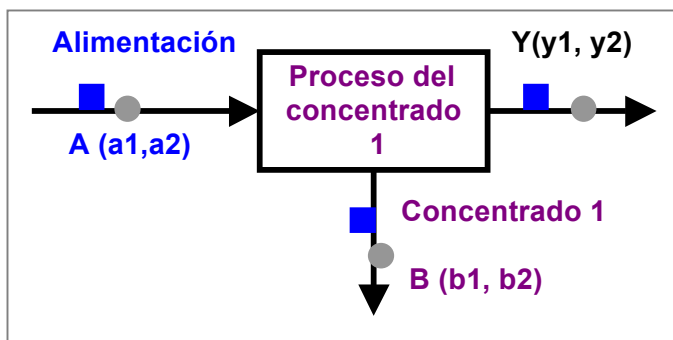 Alimentación
Y(y1, y2)
Proceso del
concentrado
1
A (a1,a2)
Concentrado 1
B (b1, b2)